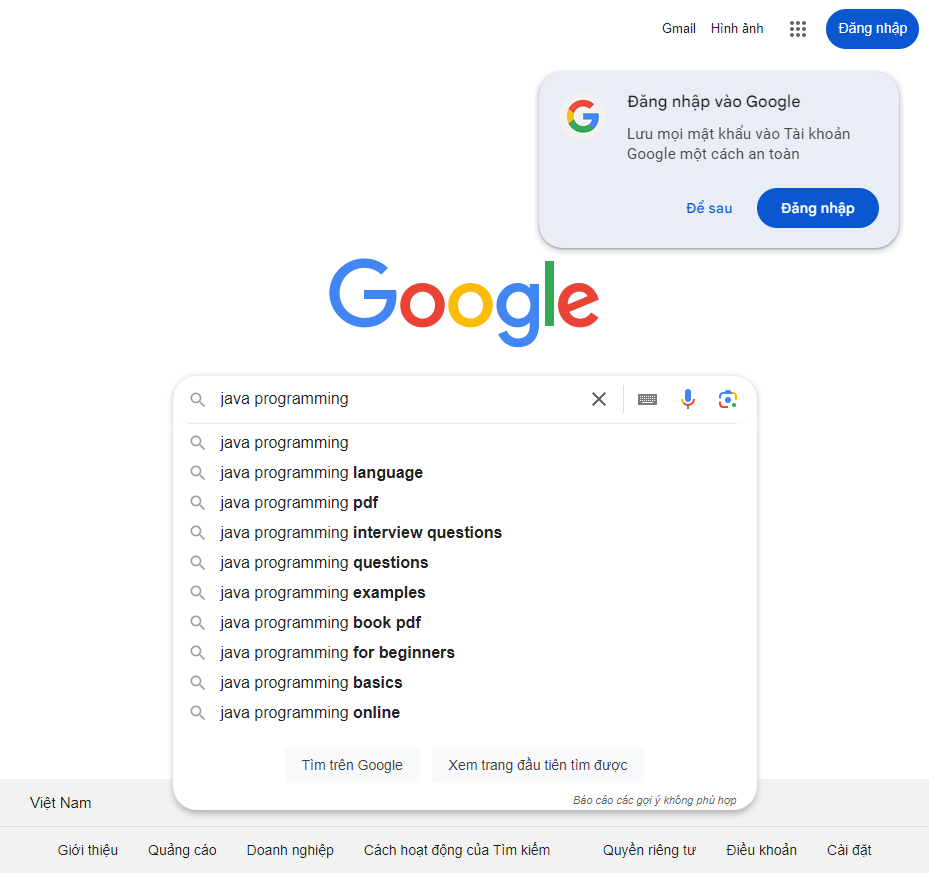 Gmail Hình ảnh Đăng nhập
Đăng nhập vào Google
Lưu mọi mật khẩu vào Tài khoản
Google một cách an toàn
Để sau Đăng nhập
Google
java programming
java programming
java programming language
java programming pdf
java programming interview questions
java programming questions
java programming examples
java programming book pdf
java programming for beginners
java programming basics
java programming online
Tìm trên Google Xem trang đầu tiên tìm được
Báo cáo các gợi ý không phù hợp
Việt Nam
Giới thiệu Quảng cáo Doanh nghiệp Cách hoạt động của Tìm kiếm Quyền riêng tư Điều khoản Cài đặt